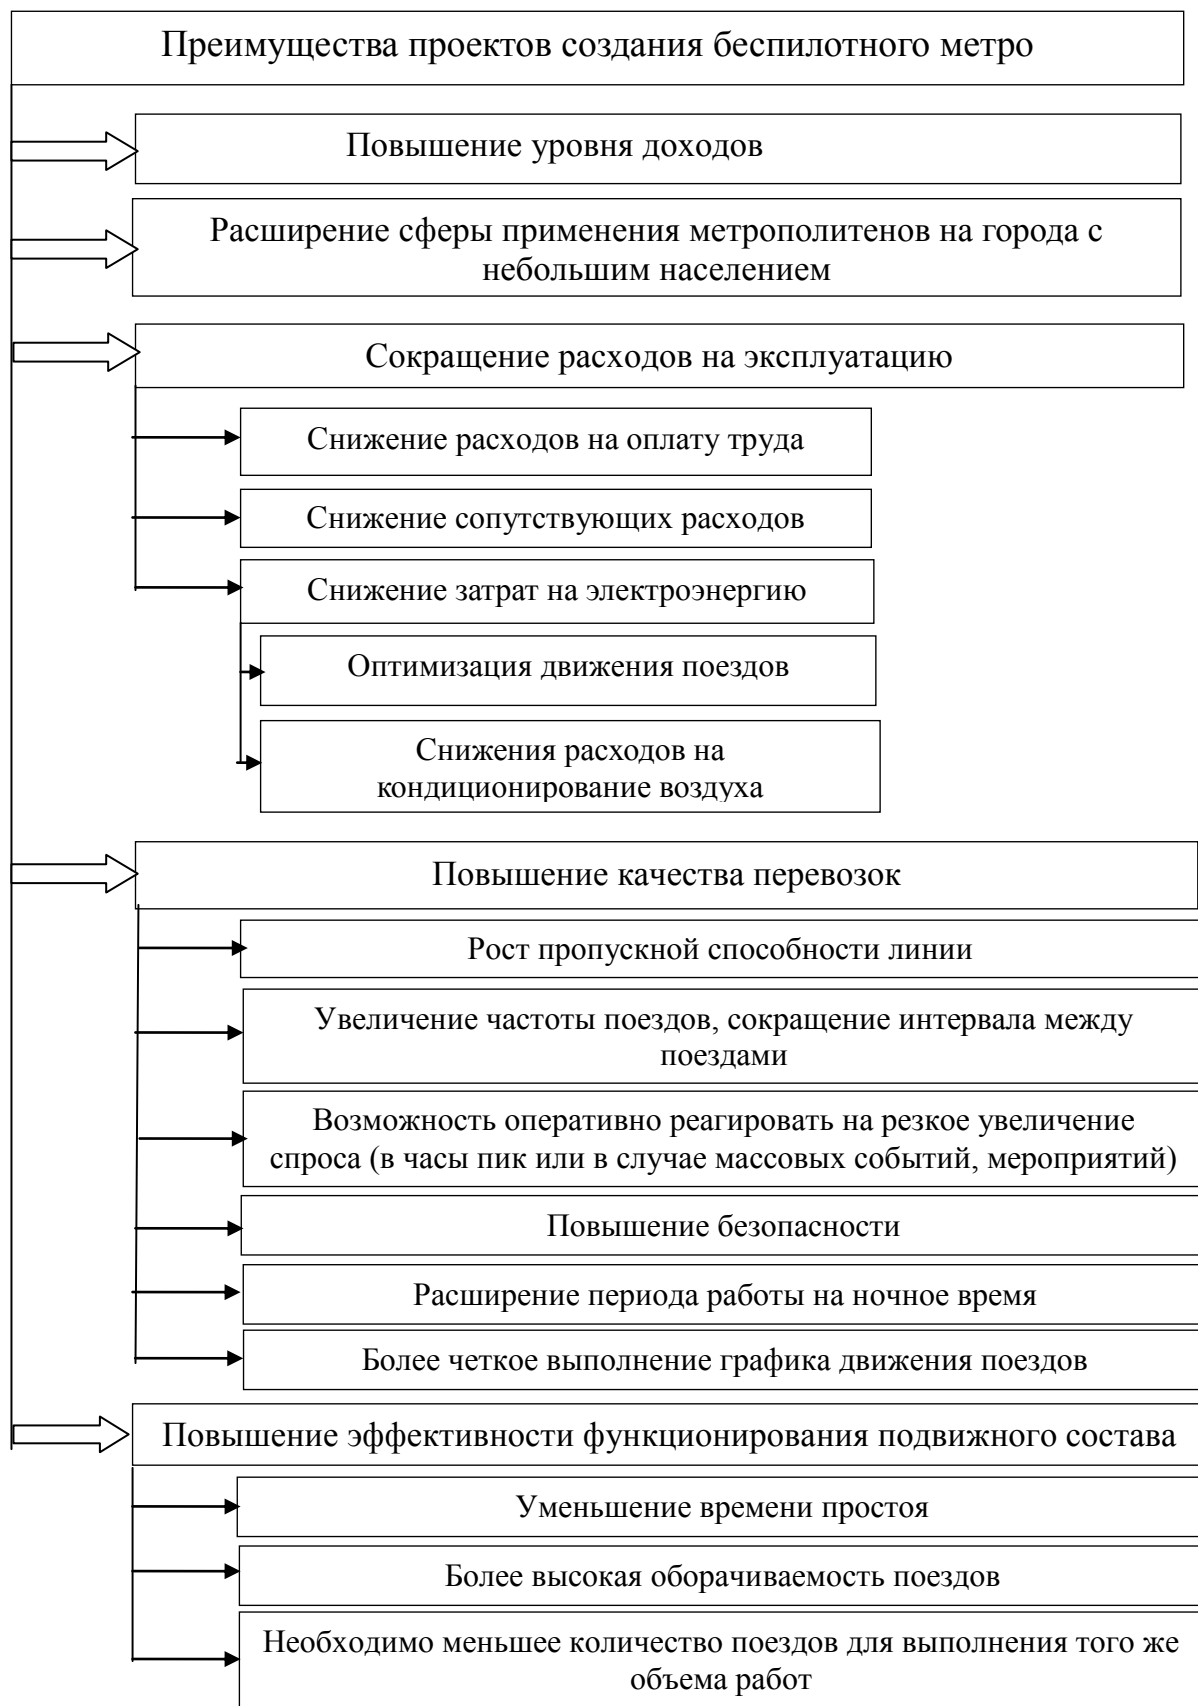 Преимущества проектов создания беспилотного метро
Повышение уровня доходов
Расширение сферы применения метрополитенов на города с
небольшим населением
Сокращение расходов на эксплуатацию
Снижение расходов на оплату труда
Снижение сопутствующих расходов
Снижение затрат на электроэнергию
Оптимизация движения поездов
Снижения расходов на
кондиционирование воздуха
Повышение качества перевозок
Рост пропускной способности линии
Увеличение частоты поездов, сокращение интервала между
поездами
Возможность оперативно реагировать на резкое увеличение
спроса (в часы пик или в случае массовых событий, мероприятий)
Повышение безопасности
Расширение периода работы на ночное время
Более четкое выполнение графика движения поездов
Повышение эффективности функционирования подвижного состава
Уменьшение времени простоя
Более высокая оборачиваемость поездов
Необходимо меньшее количество поездов для выполнения того же
объема работ